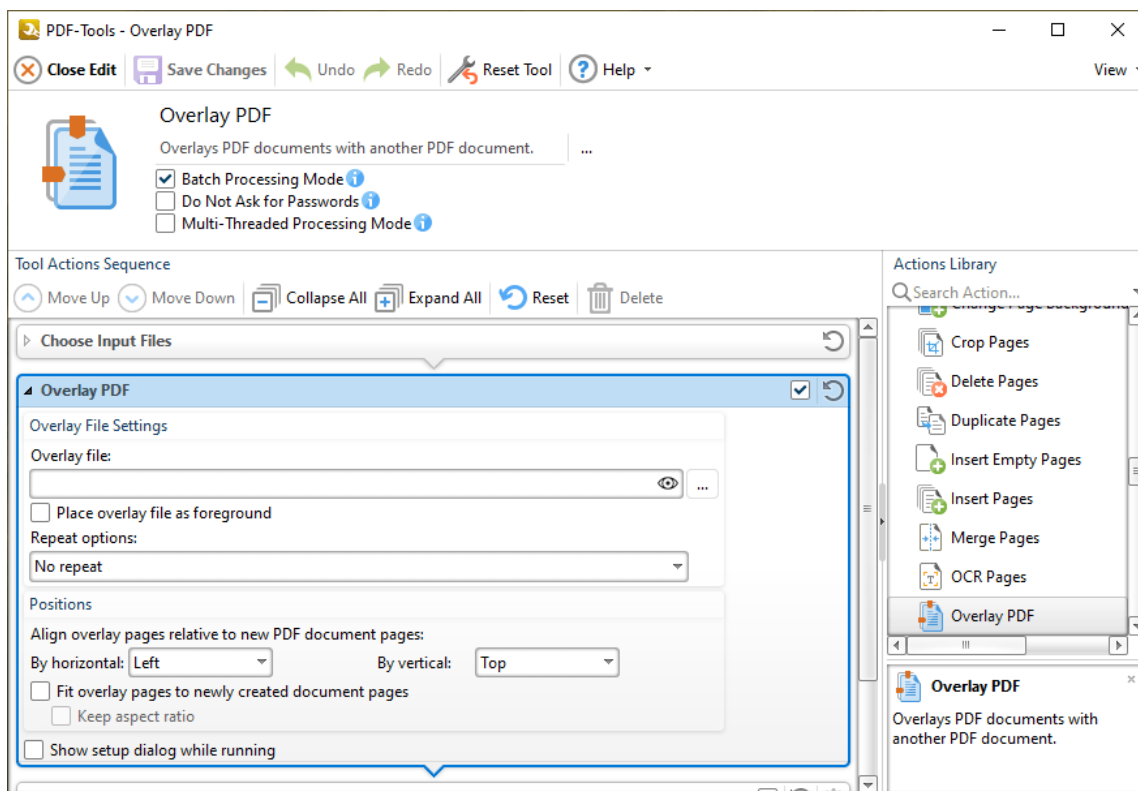 PDF-Tools - Overlay PDF
Close Edit Save Changes Undo Redo Reset Tool ? Help View
Overlay PDF
Overlays PDF documents with another PDF document. ...
Batch Processing Mode i
Do Not Ask for Passwords i
Multi-Threaded Processing Mode i
Tool Actions Sequence
Move Up Move Down Collapse All Expand All Reset Delete
Choose Input Files
Overlay PDF
Overlay File Settings
Overlay file:
...
Place overlay file as foreground
Repeat options:
No repeat
Positions
Align overlay pages relative to new PDF document pages:
By horizontal: Left By vertical: Top
Fit overlay pages to newly created document pages
Keep aspect ratio
Show setup dialog while running
Actions Library
Search Action...
Change Page Background
Crop Pages
Delete Pages
Duplicate Pages
Insert Empty Pages
Insert Pages
Merge Pages
T OCR Pages
Overlay PDF
Overlay PDF
Overlays PDF documents with
another PDF document.